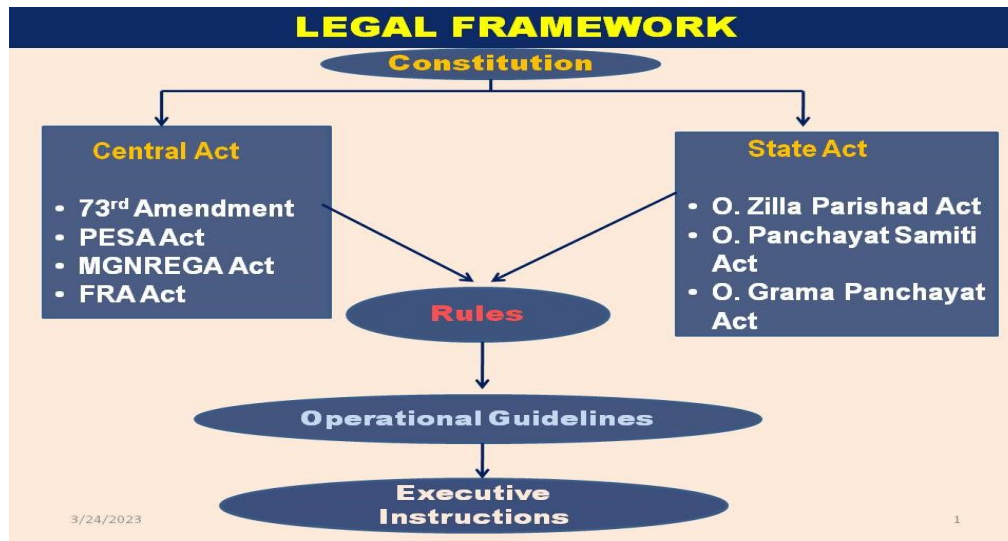 LEGAL FRAMEWORK
Constitution
Central Act
• 73rd Amendment
• PESA Act
• MGNREGA Act
• FRA Act
State Act
• O. Zilla Parishad Act
• O. Panchayat Samiti
Act
• O. Grama Panchayat
Act
Rules
Operational Guidelines
Executive
Instructions
3/24/2023
1